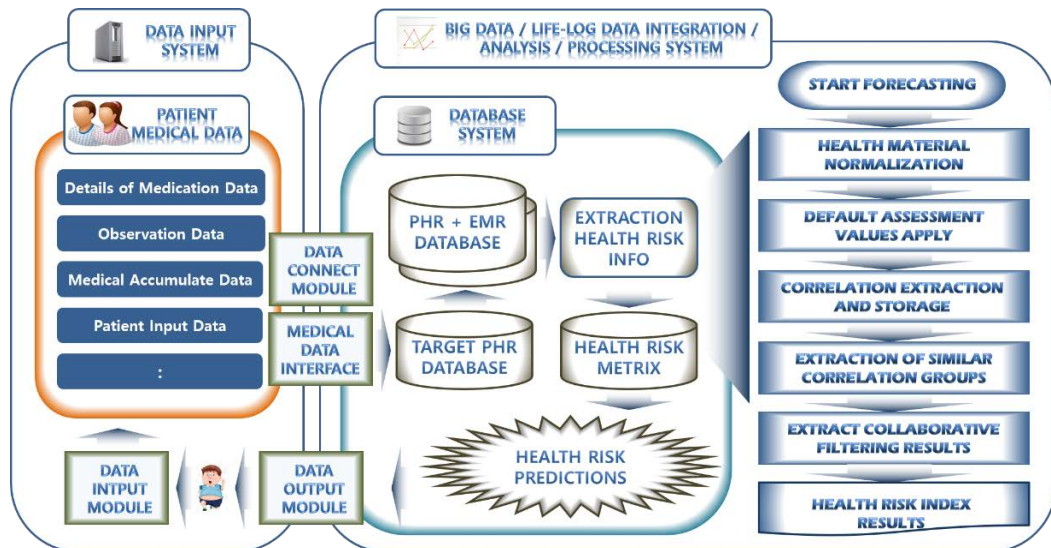 DATA INPUT
SYSTEM
PATIENT
MEDICAL DATA
Details of Medication Data
Observation Data
Medical Accumulate Data
Patient Input Data
:
DATA
CONNECT
MODULE
MEDICAL
DATA
INTERFACE
DATA
INTPUT
MODULE
DATA
OUTPUT
MODULE
BIG DATA / LIFE-LOG DATA INTEGRATION /
ANALYSIS / PROCESSING SYSTEM
DATABASE
SYSTEM
PHR + EMR
DATABASE
EXTRACTION
HEALTH RISK
INFO
TARGET PHR
DATABASE
HEALTH RISK
METRIX
HEALTH RISK
PREDICTIONS
START FORECASTING
HEALTH MATERIAL
NORMALIZATION
DEFAULT ASSESSMENT
VALUES APPLY
CORRELATION EXTRACTION
AND STORAGE
EXTRACTION OF SIMILAR
CORRELATION GROUPS
EXTRACT COLLABORATIVE
FILTERING RESULTS
HEALTH RISK INDEX
RESULTS